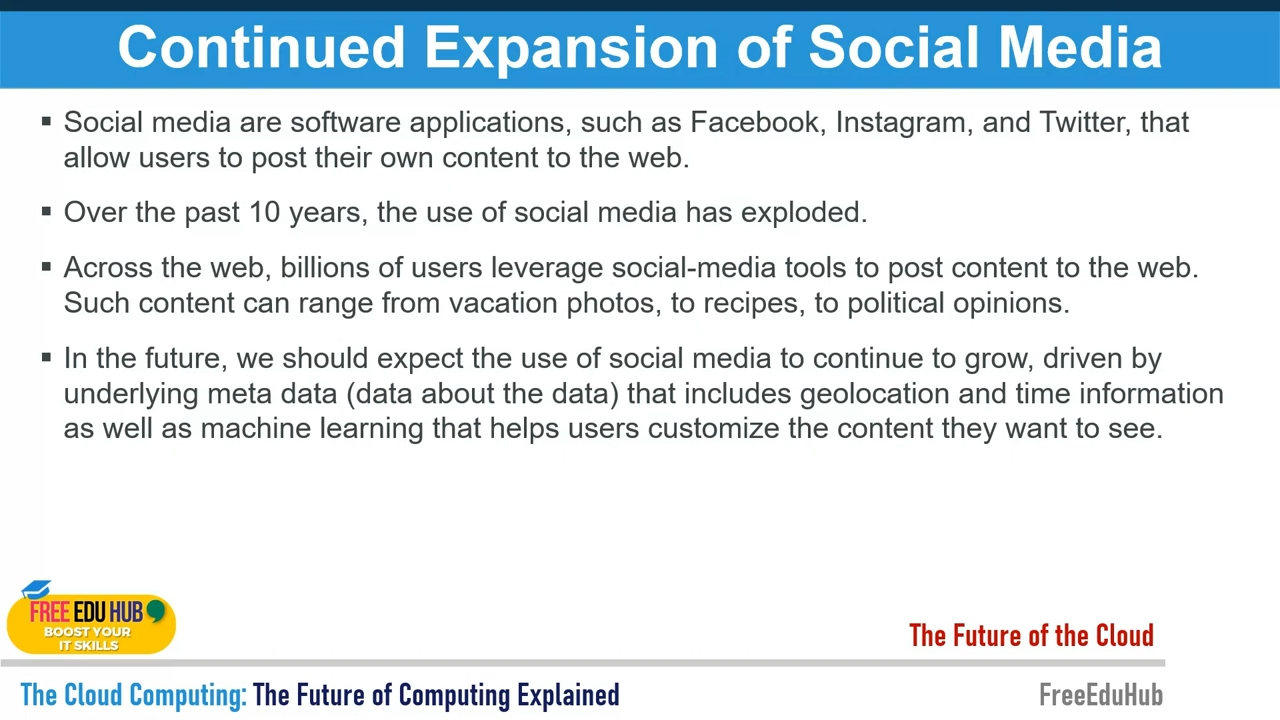 Continued Expansion of Social Media
▪ Social media are software applications, such as Facebook, Instagram, and Twitter, that
allow users to post their own content to the web.
▪ Over the past 10 years, the use of social media has exploded.
▪ Across the web, billions of users leverage social-media tools to post content to the web.
Such content can range from vacation photos, to recipes, to political opinions.
▪ In the future, we should expect the use of social media to continue to grow, driven by
underlying meta data (data about the data) that includes geolocation and time information
as well as machine learning that helps users customize the content they want to see.
FREE EDU HUB
BOOST YOUR
IT SKILLS
The Future of the Cloud
The Cloud Computing: The Future of Computing Explained
FreeEduHub